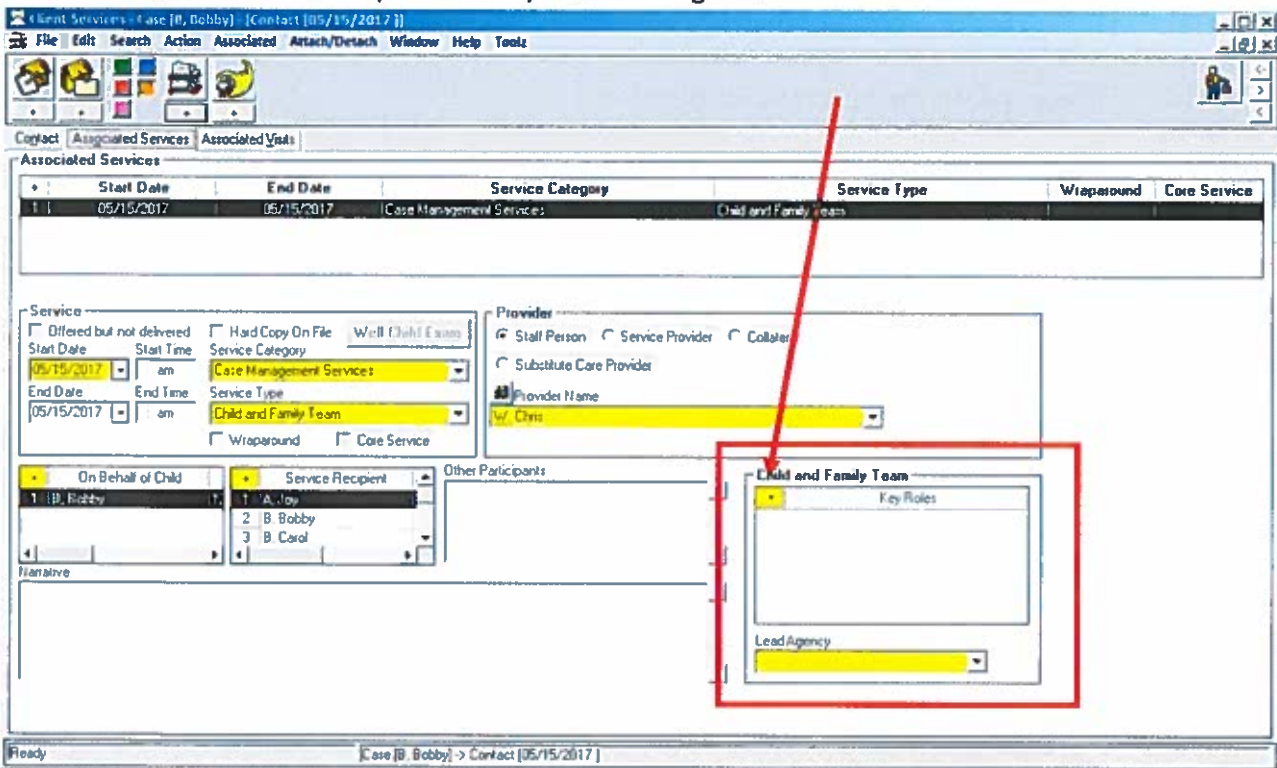 Client Services - Case [B, Bobby] - [Contact [05/15/2017 ]]
File Edit Search Action Associated Attach/Detach Window Help Tools
Contact Associated Services Associated Visits
Associated Services
+ Start Date End Date Service Category Service Type Wraparound Core Service
1 05/15/2017 05/15/2017 Case Management Services Child and Family Team
Service
Offered but not delivered Hard Copy On File Well Child Exam
Start Date Start Time Service Category
05/15/2017 am Case Management Services
End Date End Time Service Type
05/15/2017 : am Child and Family Team
Wraparound Core Service
Provider
Staff Person Service Provider Collateral
Substitute Care Provider
Provider Name
W. Chris
+ On Behalf of Child
1 B, Bobby
+ Service Recipient
1 A. Joy
2 B. Bobby
3 B. Carol
Other Participants
Child and Family Team
+ Key Roles
Lead Agency
Narrative
Ready Case [B. Bobby] -> Contact [05/15/2017 ]